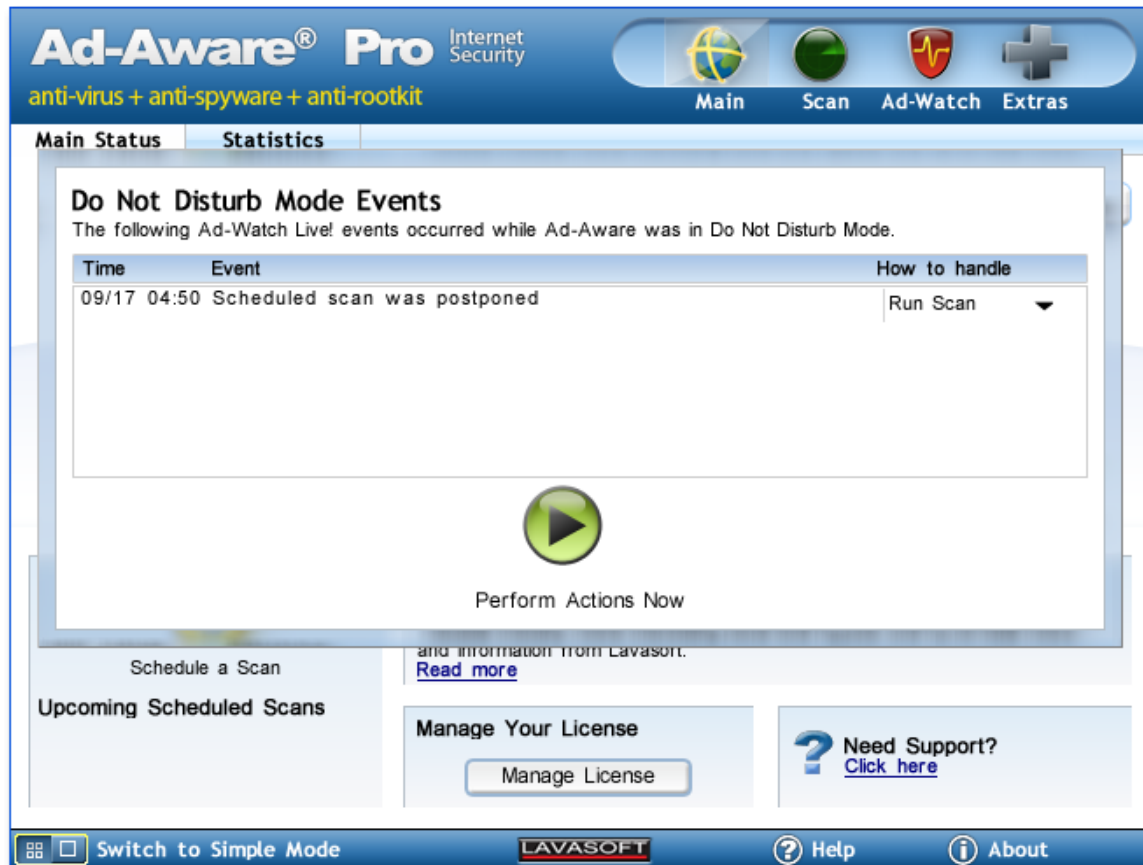 Ad-Aware® Pro Internet Security
anti-virus + anti-spyware + anti-rootkit
Main Scan Ad-Watch Extras
Main Status Statistics
Do Not Disturb Mode Events
The following Ad-Watch Live! events occurred while Ad-Aware was in Do Not Disturb Mode.
Time Event How to handle
09/17 04:50 Scheduled scan was postponed Run Scan
Perform Actions Now
Schedule a Scan
and information from Lavasoft.
Read more
Upcoming Scheduled Scans
Manage Your License
Manage License
Need Support?
Click here
Switch to Simple Mode
LAVASOFT
Help
About